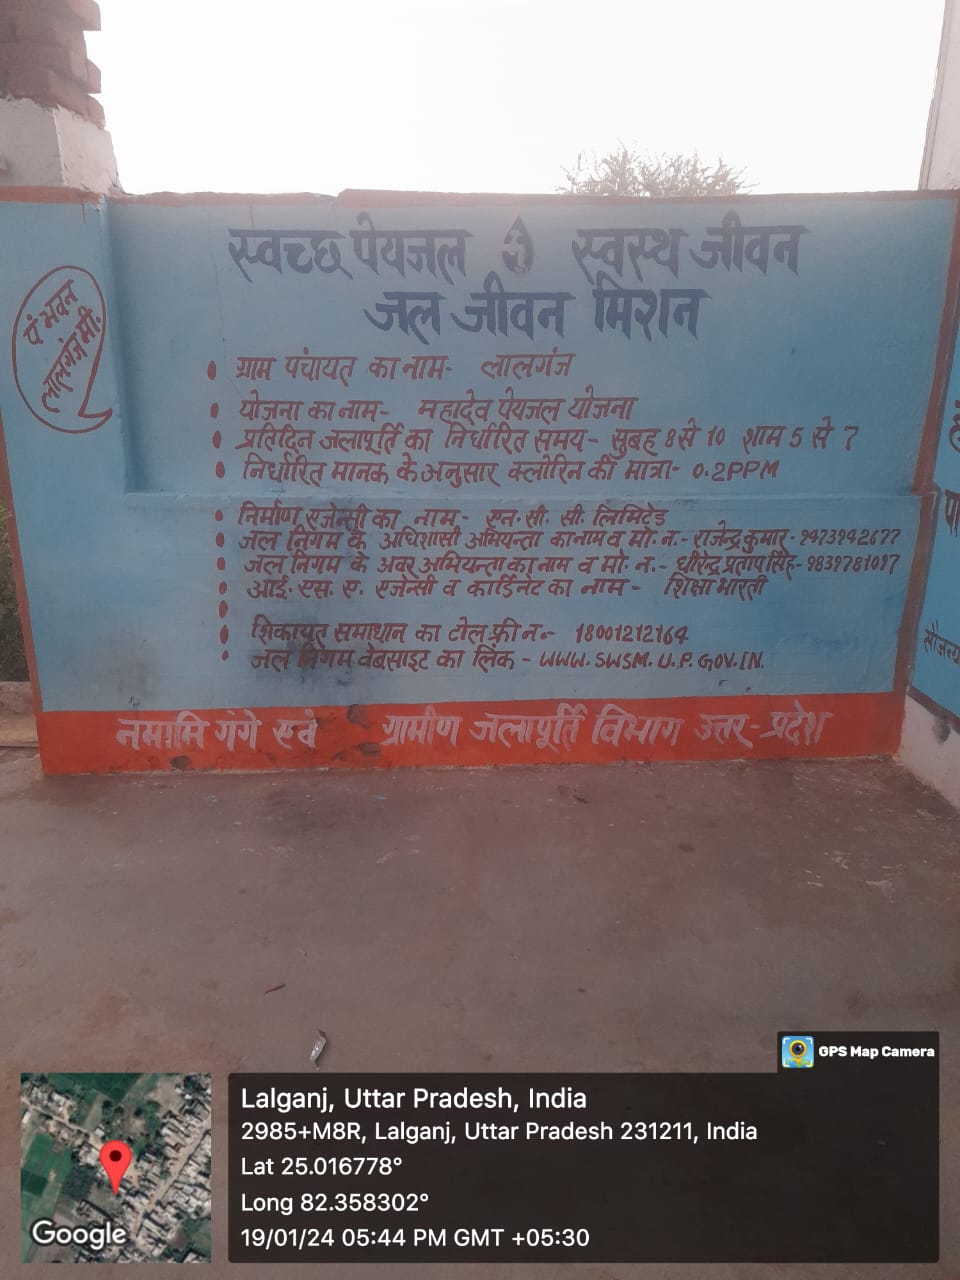 स्वच्छ पेयजल स्वस्थ जीवन
जल जीवन मिशन
पं भवन
लालगंज मी.
ग्राम पंचायत का नाम- लालगंज
योजना का नाम- महादेव पेयजल योजना
प्रतिदिन जलापूर्ति का निर्धारित समय- सुबह 8 से 10 शाम 5 से 7
निर्धारित मानक के अनुसार क्लोरिन की मात्रा- 0.2PPM
निर्माण एजेन्सी का नाम- एन. सी. सी. लिमिटेड
जल निगम के अधिशासी अभियन्ता का नाम व मो. न.- राजेन्द्र कुमार- 9473942677
जल निगम के अवर अभियन्ता का नाम व मो. न.- धीरेन्द्र प्रताप सिंह- 9839781097
आई. एस. ए. एजेन्सी व कार्डिनेट का नाम- शिक्षा भारती
शिकायत समाधान का टोल फ्री न०- 18001212164
जल निगम वेबसाइट का लिंक- WWW.SWSM.U.P.GOV.IN.
नमामि गंगे एवं ग्रामीण जलापूर्ति विभाग उत्तर-प्रदेश
सौजन्य
GPS Map Camera
Lalganj, Uttar Pradesh, India
2985+M8R, Lalganj, Uttar Pradesh 231211, India
Lat 25.016778°
Long 82.358302°
19/01/24 05:44 PM GMT +05:30
Google